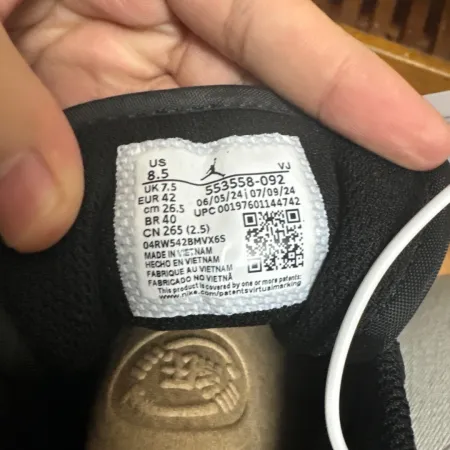 US
8.5
VJ
UK 7.5
EUR 42
cm 26.5
BR 40
CN 265 (2.5)
553558-092
06/05/24 | 07/09/24
UPC 00197601144742
04RW542BMVX6S
MADE IN VIETNAM
HECHO EN VIETNAM
FABRIQUE AU VIETNAM
FABRICADO NO VIETNÃ
This product is covered by one or more patents:
www.nike.com/patentsvirtualmarking